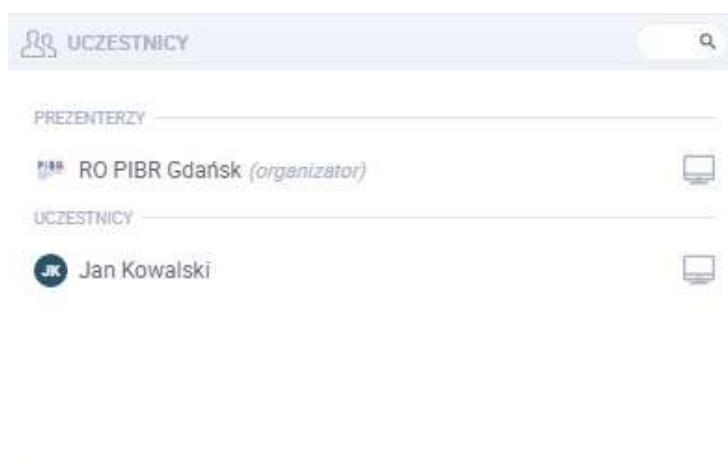 UCZESTNICY
PREZENTERZY
RO PIBR Gdańsk (organizator)
UCZESTNICY
JK Jan Kowalski